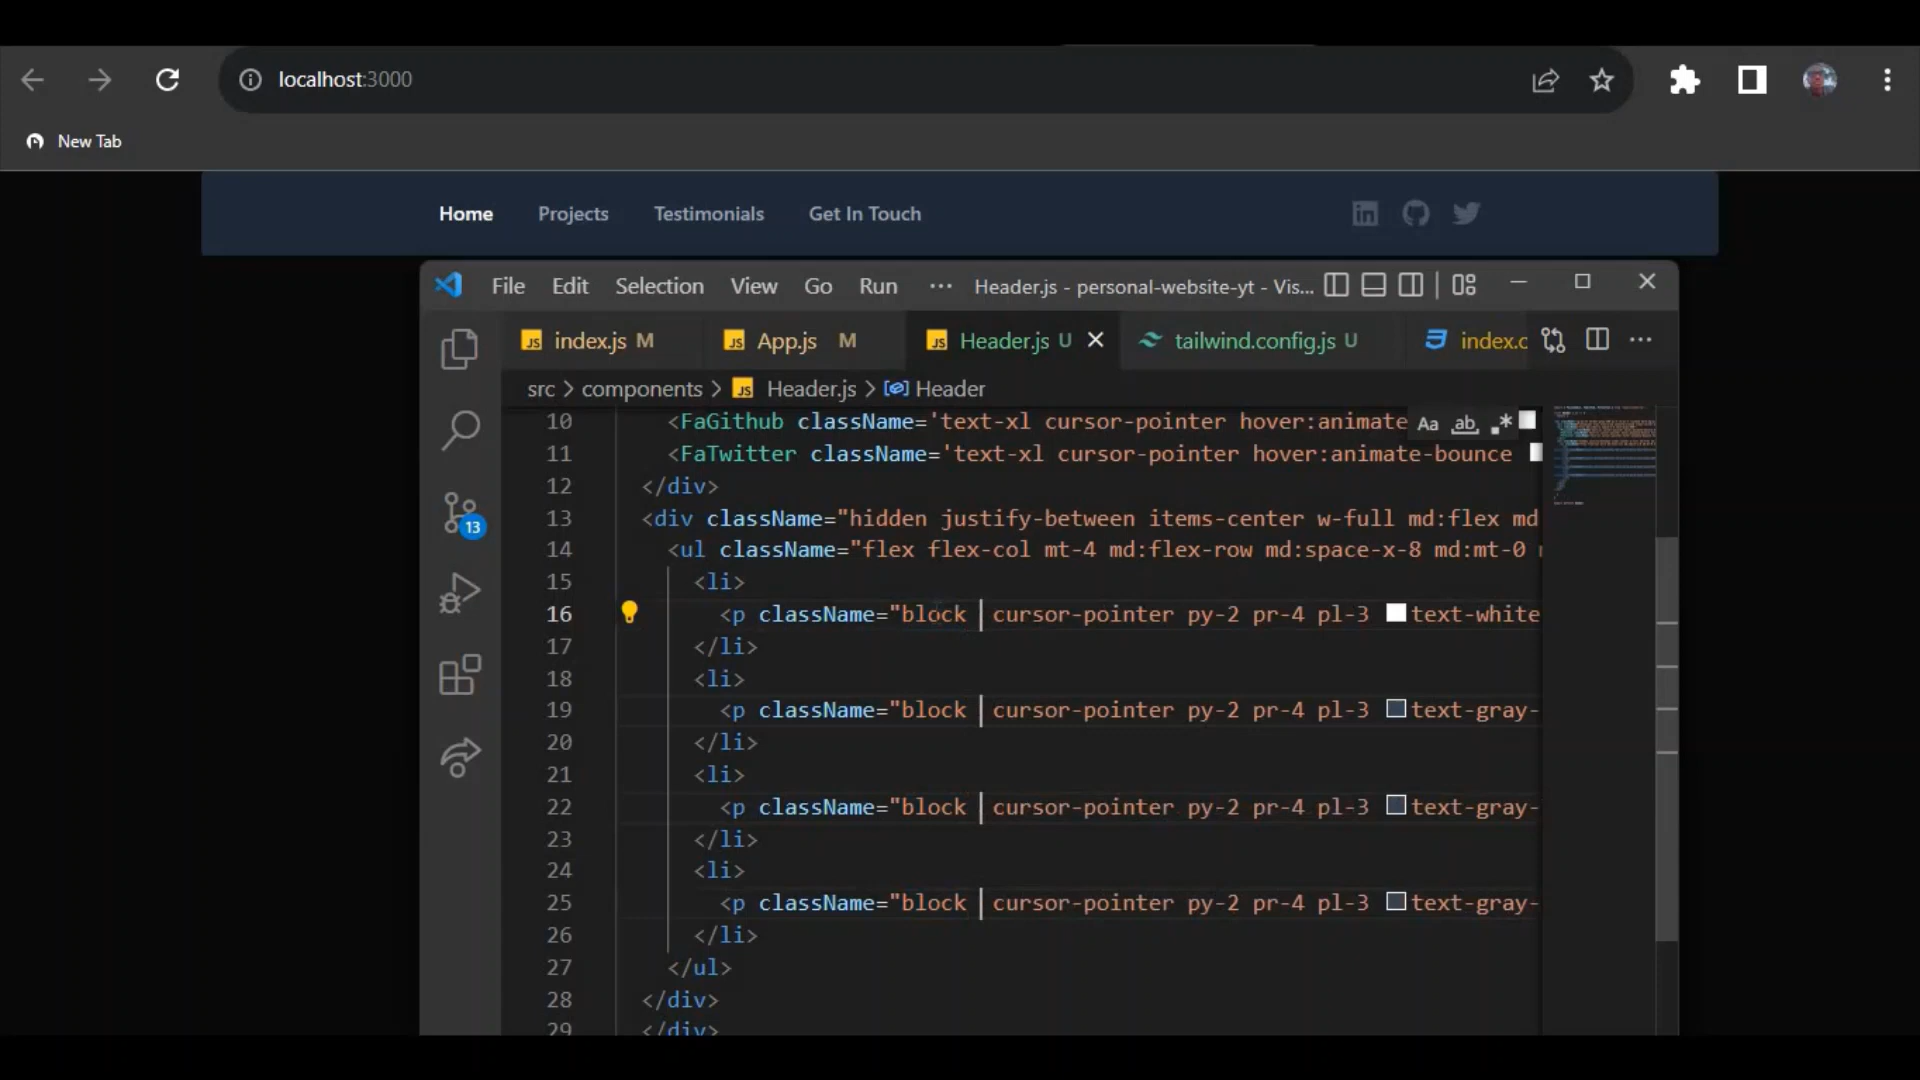 localhost:3000
New Tab
Home Projects Testimonials Get In Touch
File Edit Selection View Go Run ··· Header.js - personal-website-yt - Vis...
index.js M App.js M Header.js U tailwind.config.js U index.c
src > components > Header.js > Header
10 <FaGithub className='text-xl cursor-pointer hover:animate
Aa ab .*
11 <FaTwitter className='text-xl cursor-pointer hover:animate-bounce
12 </div>
13 <div className="hidden justify-between items-center w-full md:flex md
14 <ul className="flex flex-col mt-4 md:flex-row md:space-x-8 md:mt-0
15 <li>
16 <p className="block cursor-pointer py-2 pr-4 pl-3 text-white
17 </li>
18 <li>
19 <p className="block cursor-pointer py-2 pr-4 pl-3 text-gray-
20 </li>
21 <li>
22 <p className="block cursor-pointer py-2 pr-4 pl-3 text-gray-
23 </li>
24 <li>
25 <p className="block cursor-pointer py-2 pr-4 pl-3 text-gray-
26 </li>
27 </ul>
28 </div>
29 </div>
13